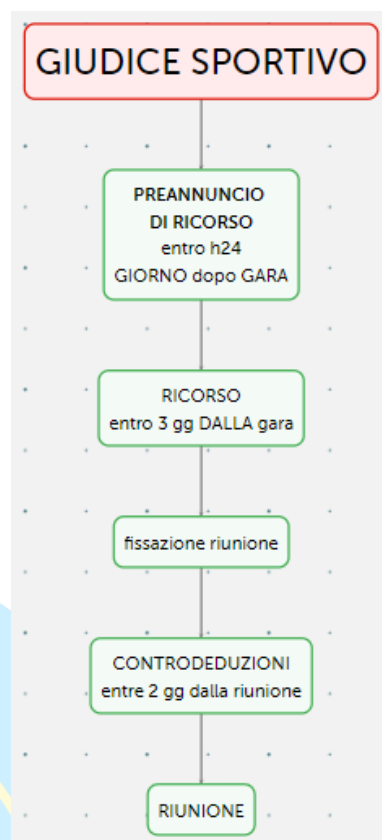 GIUDICE SPORTIVO
PREANNUNCIO
DI RICORSO
entro h24
GIORNO dopo GARA
RICORSO
entro 3 gg DALLA gara
fissazione riunione
CONTRODEDUZIONI
entre 2 gg dalla riunione
RIUNIONE